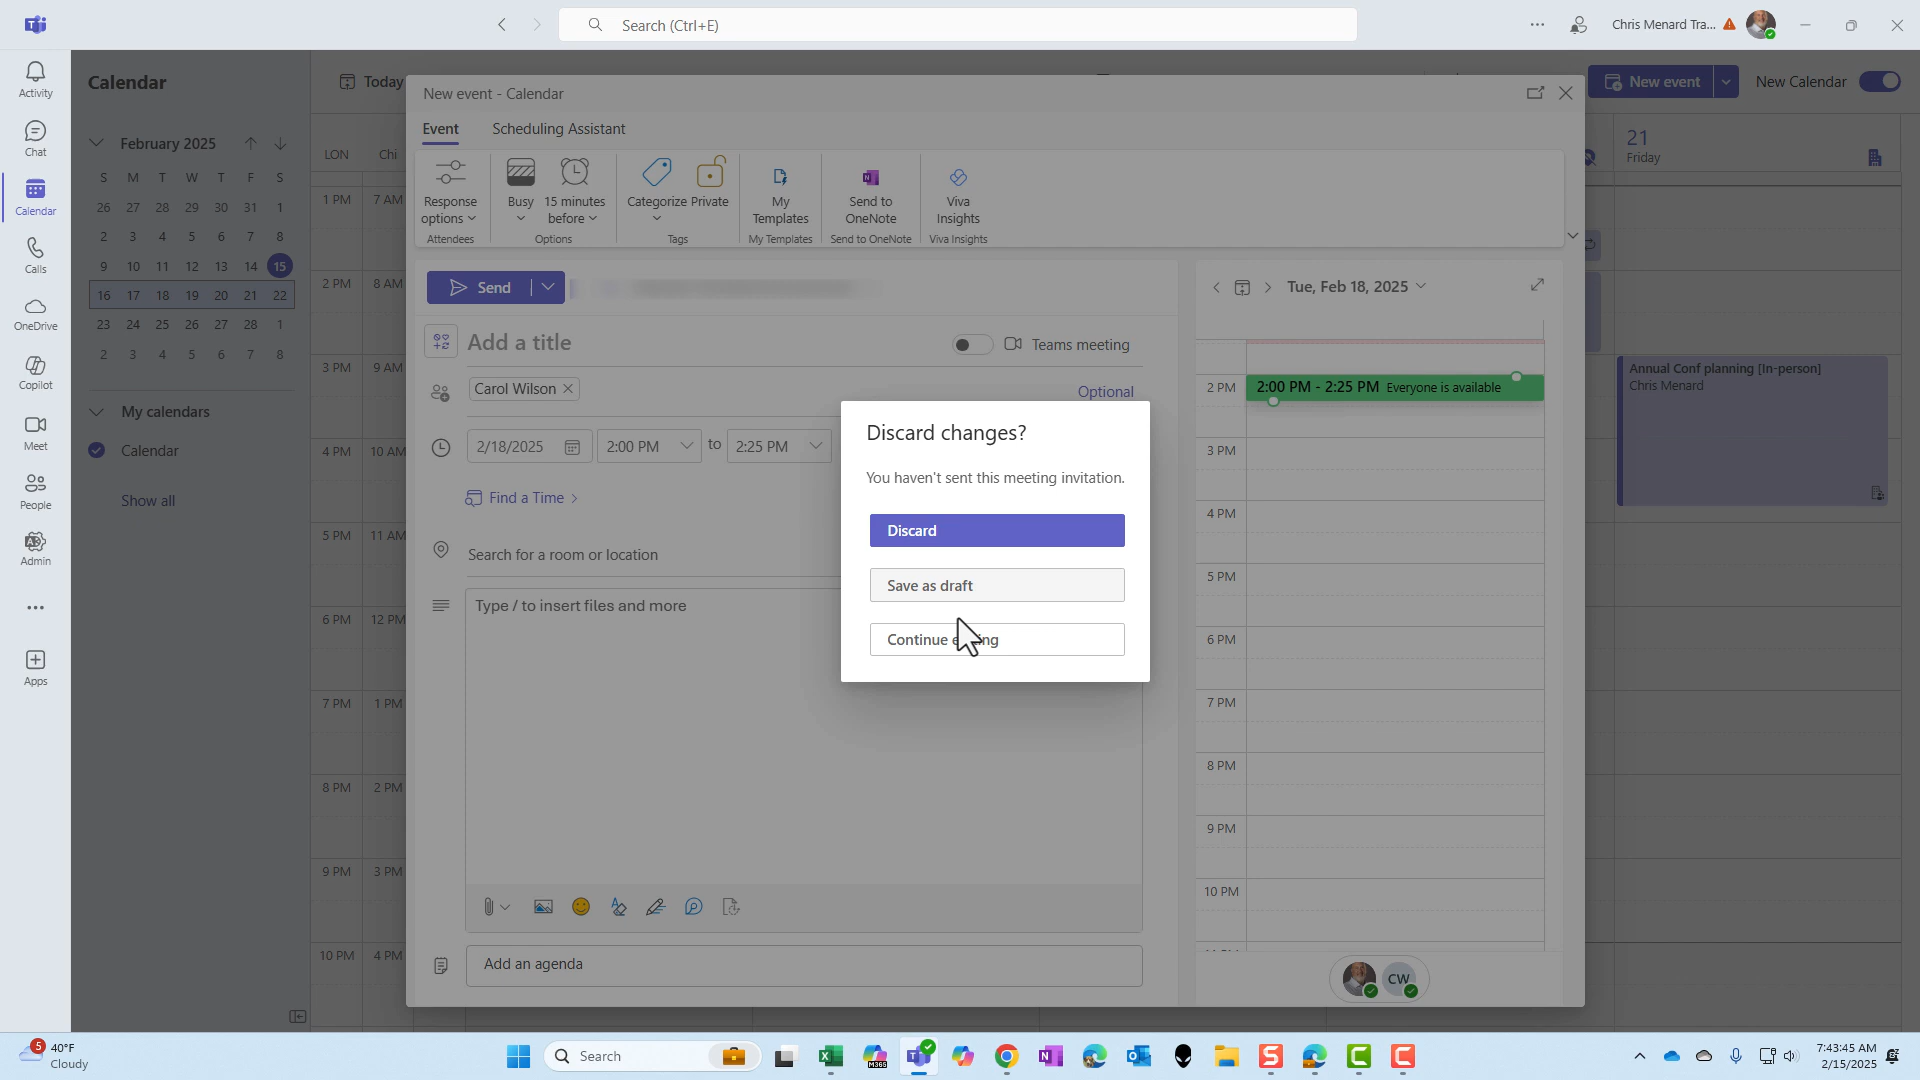 Search (Ctrl+E)
Chris Menard Tra...
Activity
Chat
Calendar
Calls
OneDrive
Copilot
Meet
People
Admin
Apps
Calendar
February 2025
S M T W T F S
26 27 28 29 30 31 1
2 3 4 5 6 7 8
9 10 11 12 13 14 15
16 17 18 19 20 21 22
23 24 25 26 27 28 1
2 3 4 5 6 7 8
My calendars
Calendar
Show all
Today
New event
New Calendar
LON Chi
1 PM 7 AM
2 PM 8 AM
3 PM 9 AM
4 PM 10 AM
5 PM 11 AM
6 PM 12 PM
7 PM 1 PM
8 PM 2 PM
9 PM 3 PM
10 PM 4 PM
21
Friday
Annual Conf planning [In-person]
Chris Menard
New event - Calendar
Event Scheduling Assistant
Response options
Attendees
Busy
15 minutes before
Options
Categorize Private
Tags
My Templates
My Templates
Send to OneNote
Send to OneNote
Viva Insights
Viva Insights
Send
Add a title
Teams meeting
Carol Wilson
Optional
2/18/2025 2:00 PM to 2:25 PM
Find a Time
Search for a room or location
Type / to insert files and more
Add an agenda
Discard changes?
You haven't sent this meeting invitation.
Discard
Save as draft
Continue
Tue, Feb 18, 2025
2 PM 2:00 PM - 2:25 PM Everyone is available
3 PM
4 PM
5 PM
6 PM
7 PM
8 PM
9 PM
10 PM
CW
5
40°F
Cloudy
Search
M365
7:43:45 AM
2/15/2025